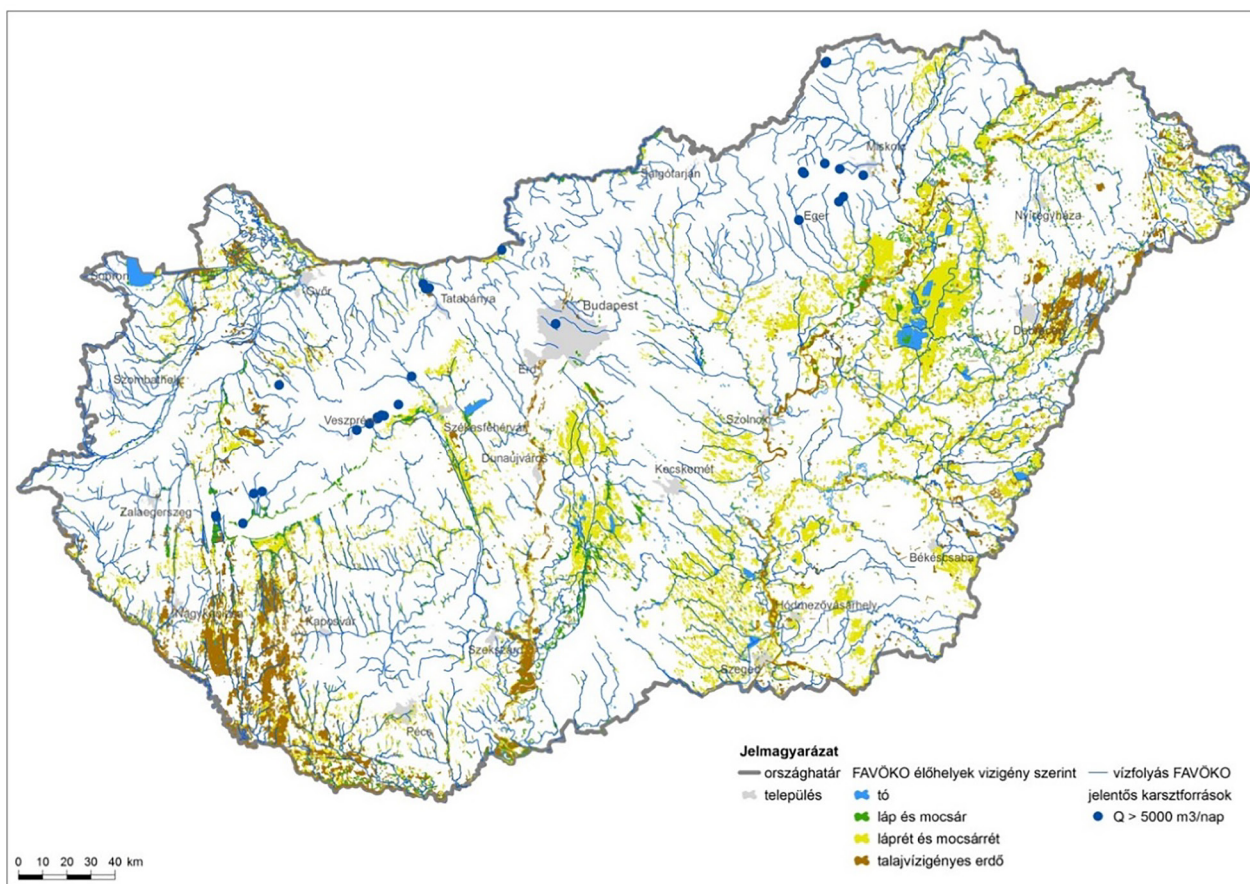 Miskolc
Salgótarján
Eger
Nyíregyháza
Sopron
Győr
Tatabánya
Budapest
Debrecen
Érd
Szombathely
Veszprém
Székesfehérvár
Szolnok
Dunaújváros
Kecskemét
Zalaegerszeg
Békéscsaba
Nagykanizsa
Hódmezővásárhely
Kaposvár
Szekszárd
Szeged
Pécs
Jelmagyarázat
országhatár
település
FAVÖKO élőhelyek vizigény szerint
tó
láp és mocsár
láprét és mocsárrét
talajvízigényes erdő
vízfolyás FAVÖKO
jelentős karsztforrások
Q > 5000 m3/nap
0 10 20 30 40 km